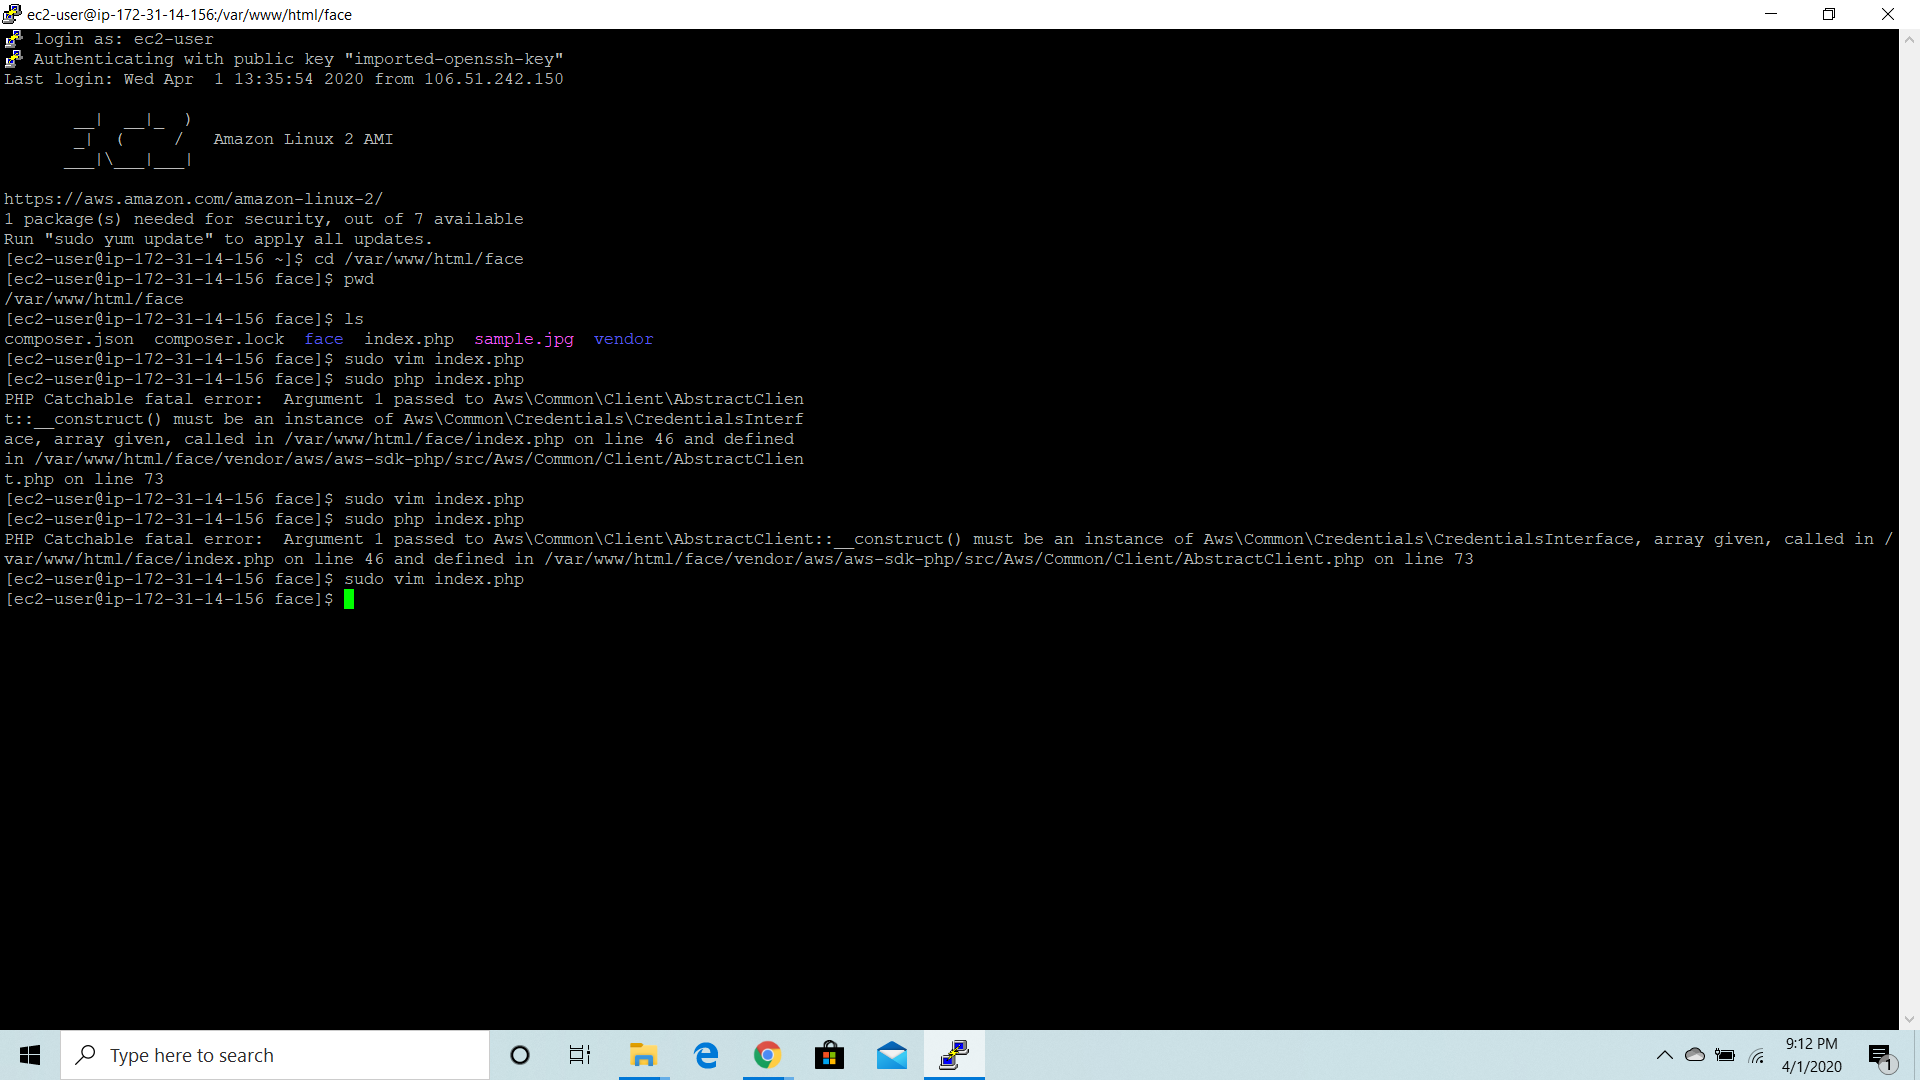 ec2-user@ip-172-31-14-156:/var/www/html/face
login as: ec2-user
Authenticating with public key "imported-openssh-key"
Last login: Wed Apr  1 13:35:54 2020 from 106.51.242.150
       __|  __|_  )
       _|  (     /   Amazon Linux 2 AMI
      ___|\___|___|
https://aws.amazon.com/amazon-linux-2/
1 package(s) needed for security, out of 7 available
Run "sudo yum update" to apply all updates.
[ec2-user@ip-172-31-14-156 ~]$ cd /var/www/html/face
[ec2-user@ip-172-31-14-156 face]$ pwd
/var/www/html/face
[ec2-user@ip-172-31-14-156 face]$ ls
composer.json  composer.lock  face  index.php  sample.jpg  vendor
[ec2-user@ip-172-31-14-156 face]$ sudo vim index.php
[ec2-user@ip-172-31-14-156 face]$ sudo php index.php
PHP Catchable fatal error:  Argument 1 passed to Aws\Common\Client\AbstractClien
t::__construct() must be an instance of Aws\Common\Credentials\CredentialsInterf
ace, array given, called in /var/www/html/face/index.php on line 46 and defined
in /var/www/html/face/vendor/aws/aws-sdk-php/src/Aws/Common/Client/AbstractClien
t.php on line 73
[ec2-user@ip-172-31-14-156 face]$ sudo vim index.php
[ec2-user@ip-172-31-14-156 face]$ sudo php index.php
PHP Catchable fatal error:  Argument 1 passed to Aws\Common\Client\AbstractClient::__construct() must be an instance of Aws\Common\Credentials\CredentialsInterface, array given, called in /
var/www/html/face/index.php on line 46 and defined in /var/www/html/face/vendor/aws/aws-sdk-php/src/Aws/Common/Client/AbstractClient.php on line 73
[ec2-user@ip-172-31-14-156 face]$ sudo vim index.php
[ec2-user@ip-172-31-14-156 face]$
Type here to search
9:12 PM
4/1/2020
1